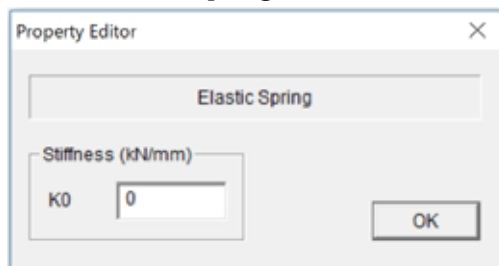 Property Editor
Elastic Spring
Stiffness (kN/mm)
K0 0
OK